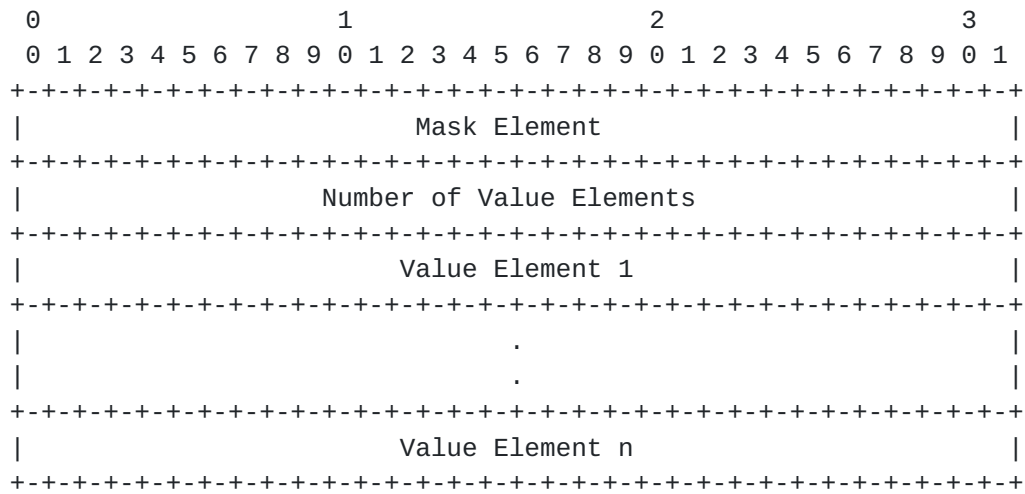 0                   1                   2                   3
 0 1 2 3 4 5 6 7 8 9 0 1 2 3 4 5 6 7 8 9 0 1 2 3 4 5 6 7 8 9 0 1
+-+-+-+-+-+-+-+-+-+-+-+-+-+-+-+-+-+-+-+-+-+-+-+-+-+-+-+-+-+-+-+-+
|                         Mask Element                          |
+-+-+-+-+-+-+-+-+-+-+-+-+-+-+-+-+-+-+-+-+-+-+-+-+-+-+-+-+-+-+-+-+
|                   Number of Value Elements                    |
+-+-+-+-+-+-+-+-+-+-+-+-+-+-+-+-+-+-+-+-+-+-+-+-+-+-+-+-+-+-+-+-+
|                        Value Element 1                        |
+-+-+-+-+-+-+-+-+-+-+-+-+-+-+-+-+-+-+-+-+-+-+-+-+-+-+-+-+-+-+-+-+
|                               .                               |
|                               .                               |
+-+-+-+-+-+-+-+-+-+-+-+-+-+-+-+-+-+-+-+-+-+-+-+-+-+-+-+-+-+-+-+-+
|                        Value Element n                        |
+-+-+-+-+-+-+-+-+-+-+-+-+-+-+-+-+-+-+-+-+-+-+-+-+-+-+-+-+-+-+-+-+